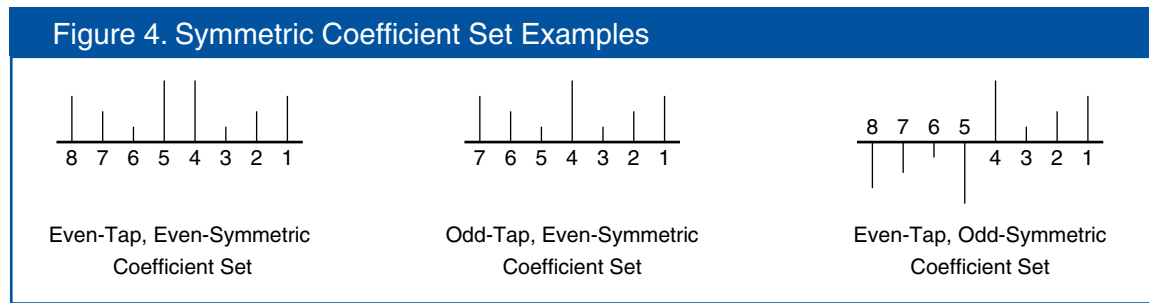 Figure 4. Symmetric Coefficient Set Examples
8 7 6 5 4 3 2 1
Even-Tap, Even-Symmetric
Coefficient Set
7 6 5 4 3 2 1
Odd-Tap, Even-Symmetric
Coefficient Set
8 7 6 5
4 3 2 1
Even-Tap, Odd-Symmetric
Coefficient Set